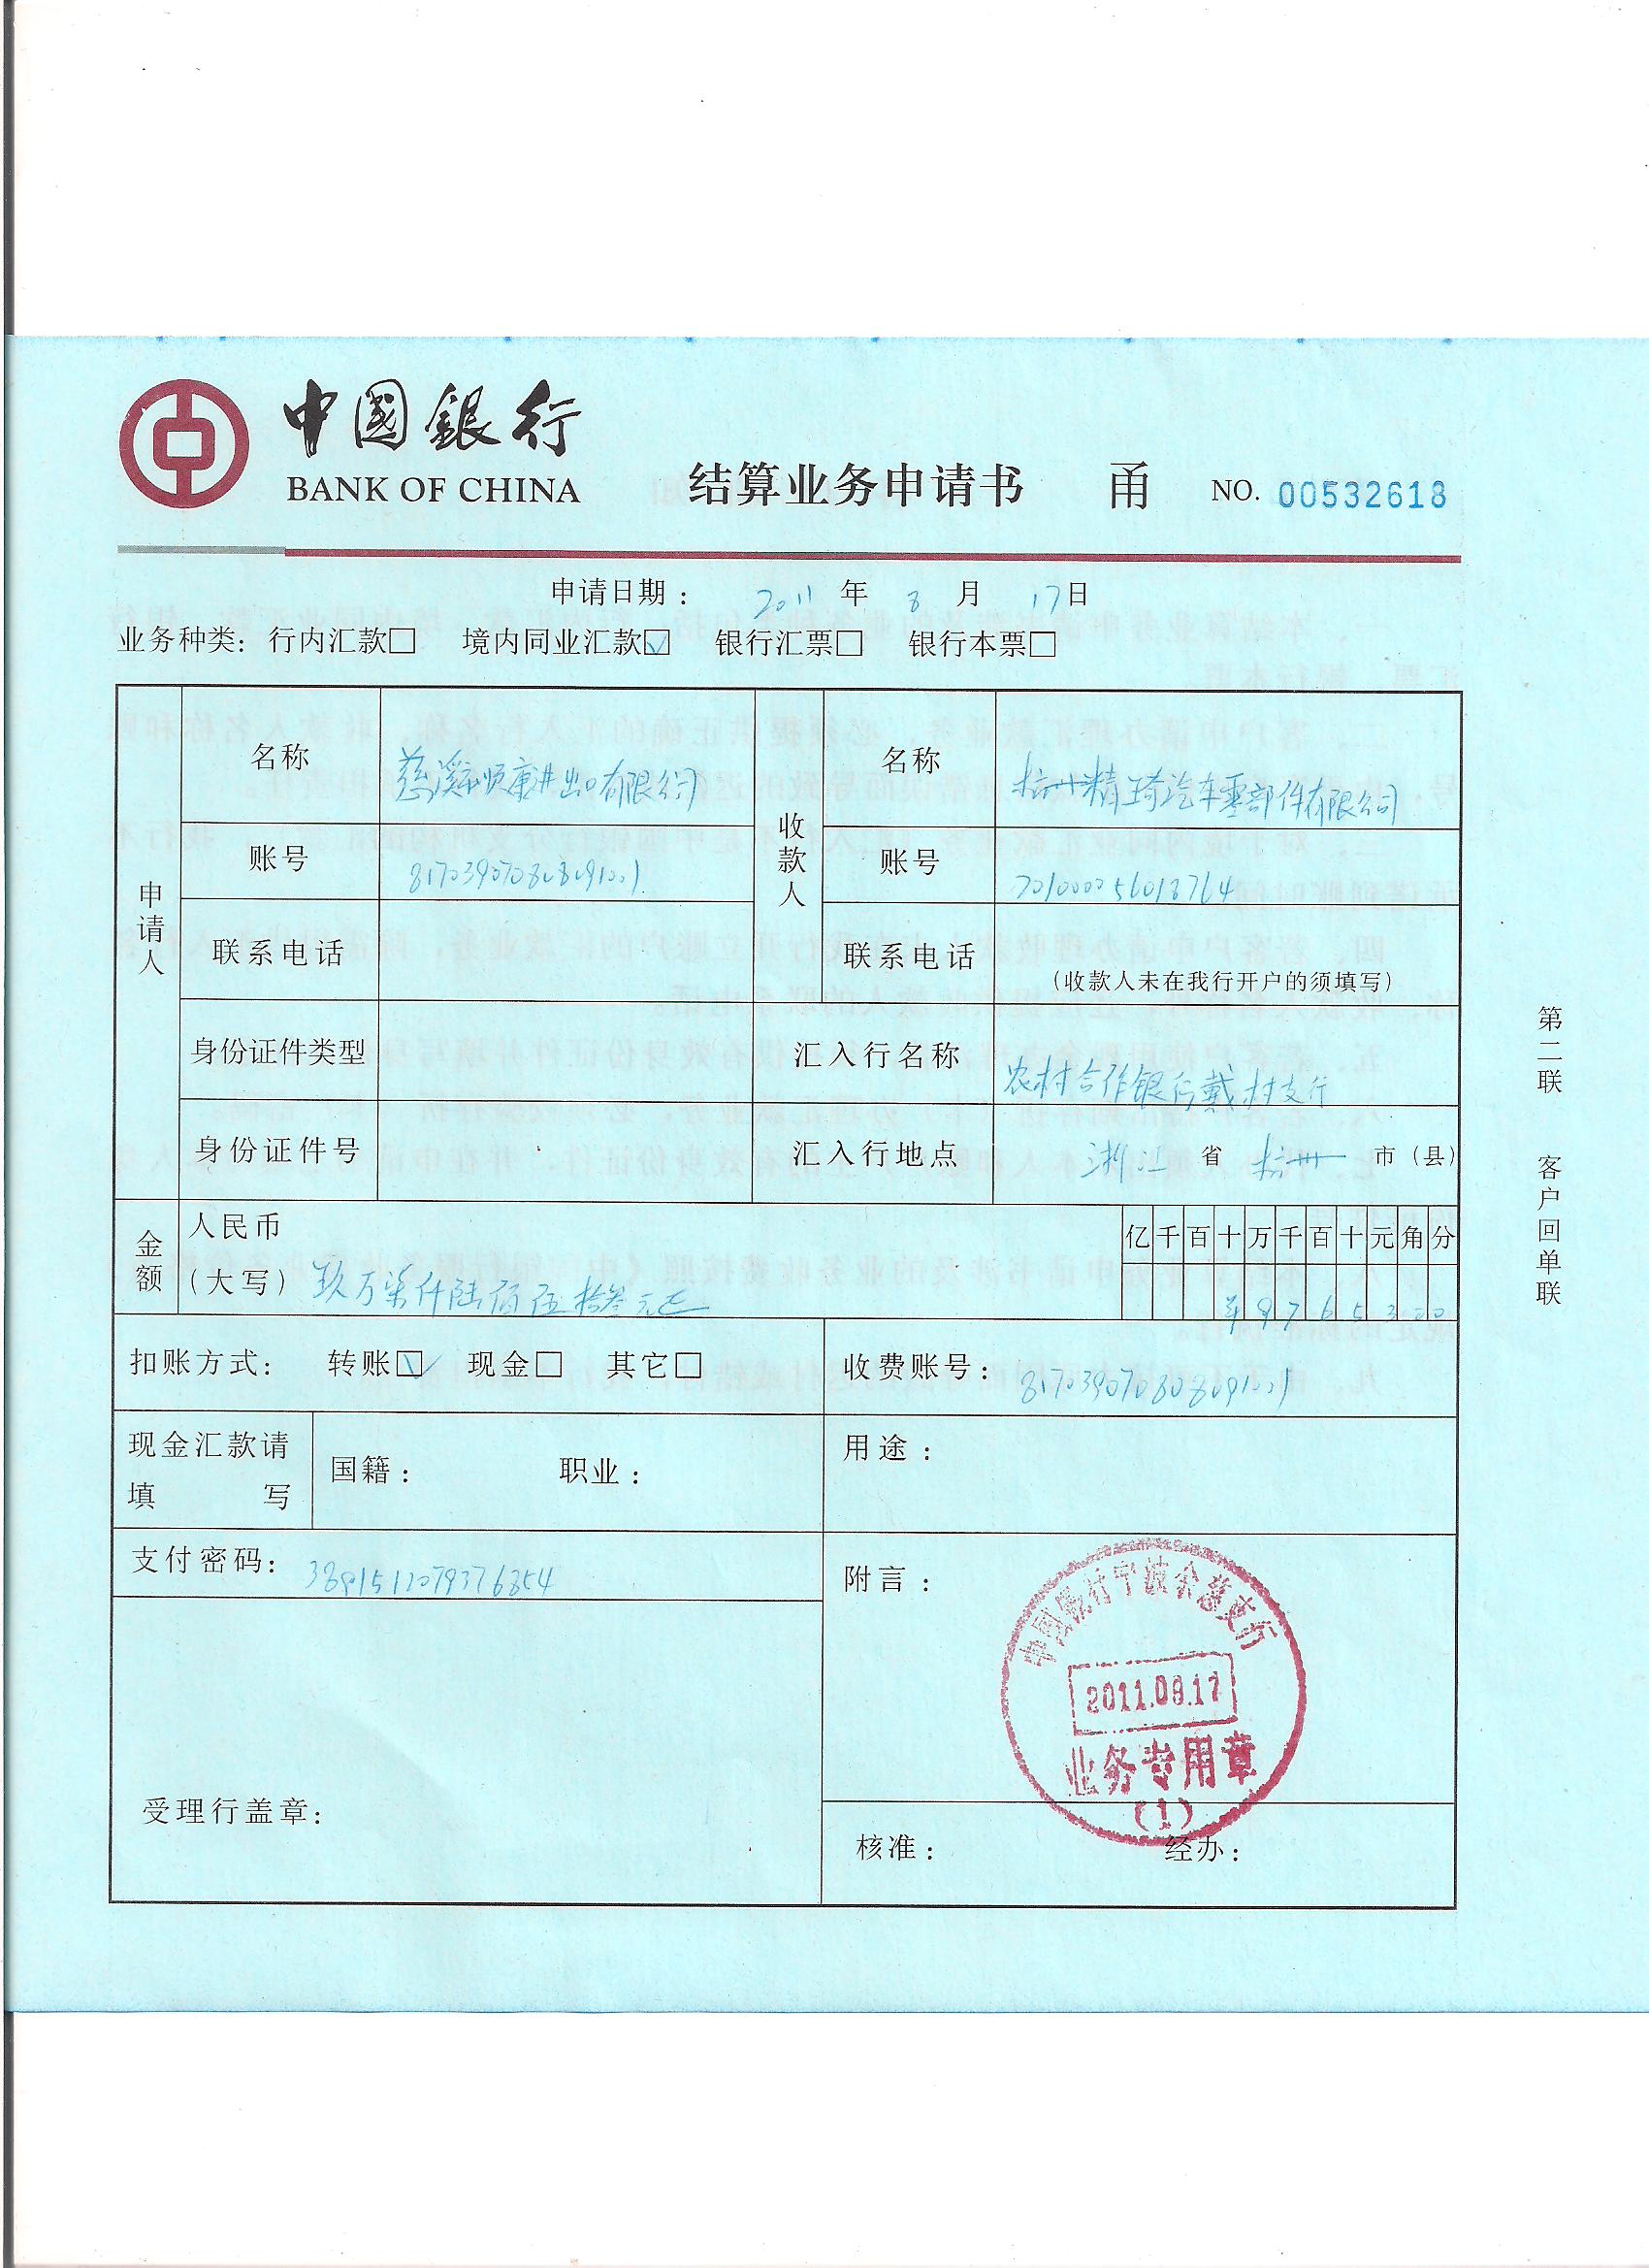 中國銀行
BANK OF CHINA
结算业务申请书 甬 NO. 00532618
申请日期： 2011 年 8 月 17日
业务种类: 行内汇款□ 境内同业汇款☑ 银行汇票□ 银行本票□
申请人
名称 慈溪市顺康进出口有限公司
账号 817039070808091001
联系电话
身份证件类型
身份证件号
收款人
名称 杭州精琦汽车零部件有限公司
账号 201000056018764
联系电话 (收款人未在我行开户的须填写)
汇入行名称 农村合作银行戴村支行
汇入行地点 浙江 省 杭州 市（县）
金额
人民币
（大写）玖万柒仟陆佰伍拾叁元正
亿 千 百 十 万 千 百 十 元 角 分
¥ 9 7 6 5 3 0 0
扣账方式: 转账☑ 现金□ 其它□
收费账号: 817039070808091001
现金汇款请
填 写
国籍: 职业:
用途:
支付密码: 3891511079376854
附言:
中国银行宁波余慈支行
2011.08.17
业务专用章
(1)
受理行盖章:
核准: 经办:
第二联 客户回单联